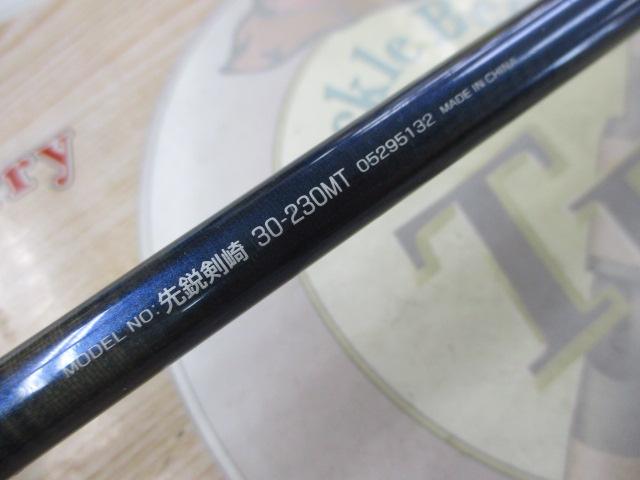 MODEL NO: 先鋭剣崎 30-230MT 05295132 MADE IN CHINA